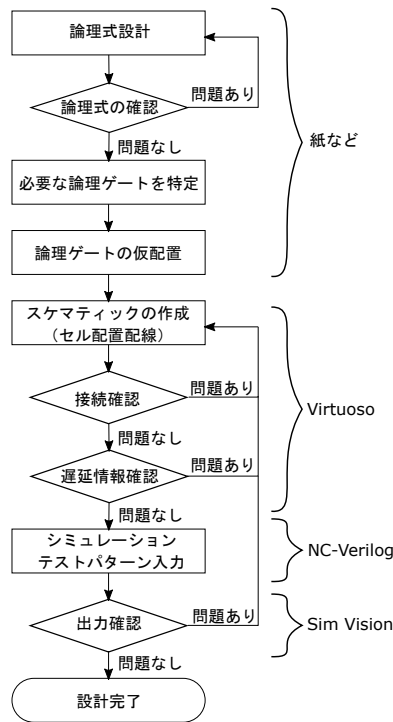 論理式設計
論理式の確認
問題あり
問題なし
必要な論理ゲートを特定
論理ゲートの仮配置
紙など
スケマティックの作成
（セル配置配線）
接続確認
問題あり
問題なし
遅延情報確認
問題あり
問題なし
Virtuoso
シミュレーション
テストパターン入力
NC-Verilog
出力確認
問題あり
問題なし
Sim Vision
設計完了